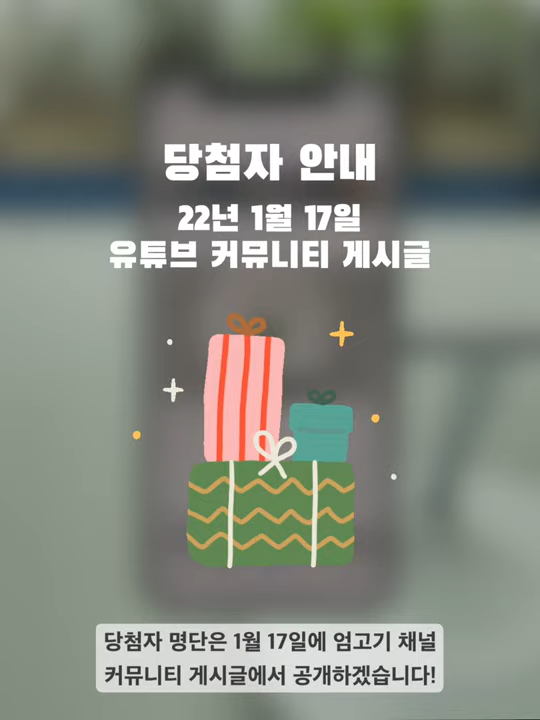 당첨자 안내
22년 1월 17일
유튜브 커뮤니티 게시글
당첨자 명단은 1월 17일에 엄고기 채널
커뮤니티 게시글에서 공개하겠습니다!